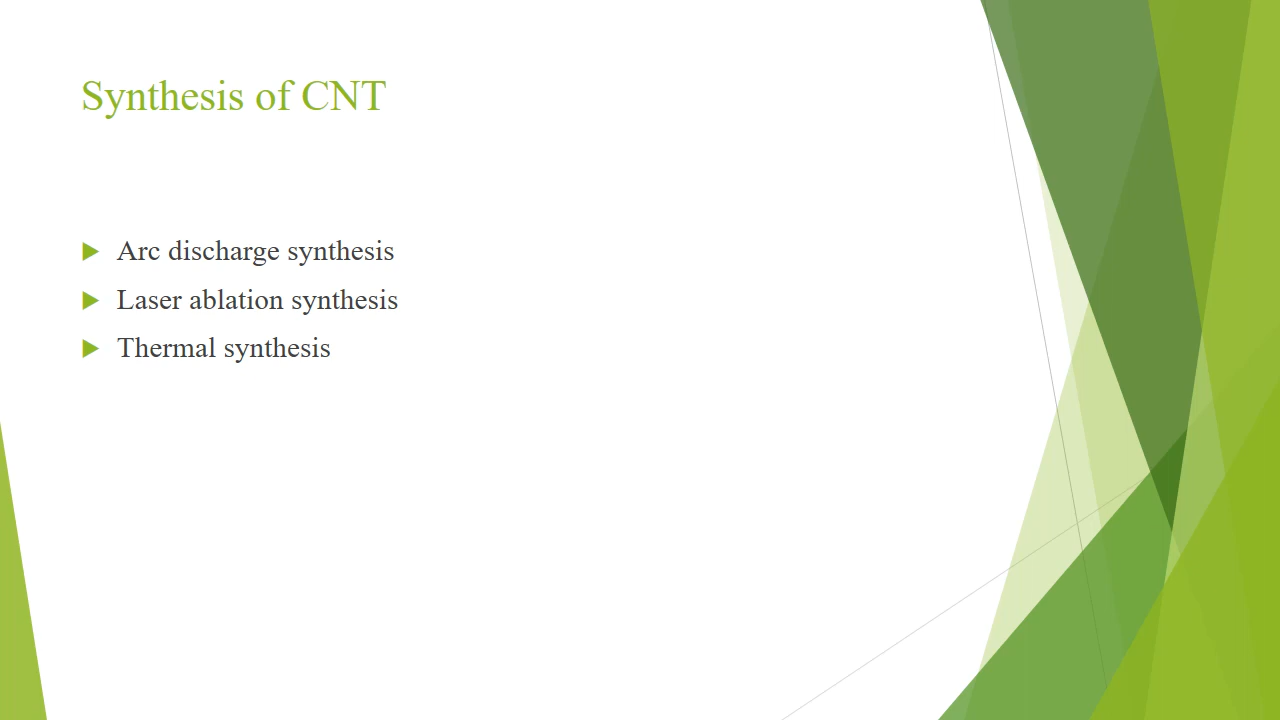 Synthesis of CNT
Arc discharge synthesis
Laser ablation synthesis
Thermal synthesis